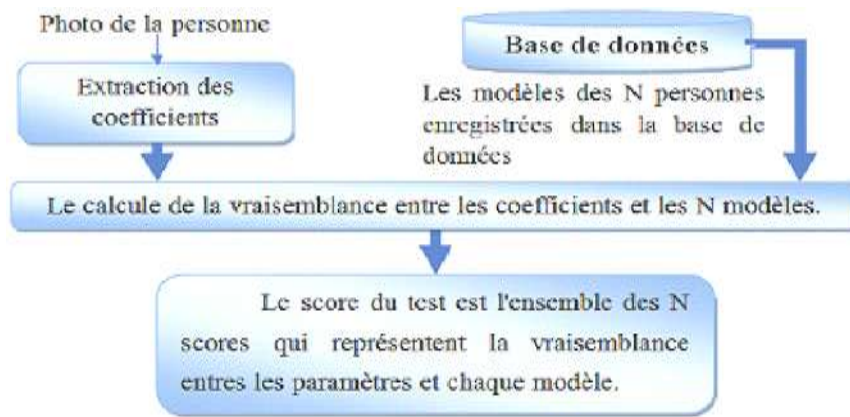 Photo de la personne
Extraction des
coefficients
Base de données
Les modèles des N personnes
enregistrées dans la base de
données
Le calcule de la vraisemblance entre les coefficients et les N modèles.
Le score du test est l'ensemble des N
scores qui représentent la vraisemblance
entres les paramètres et chaque modèle.